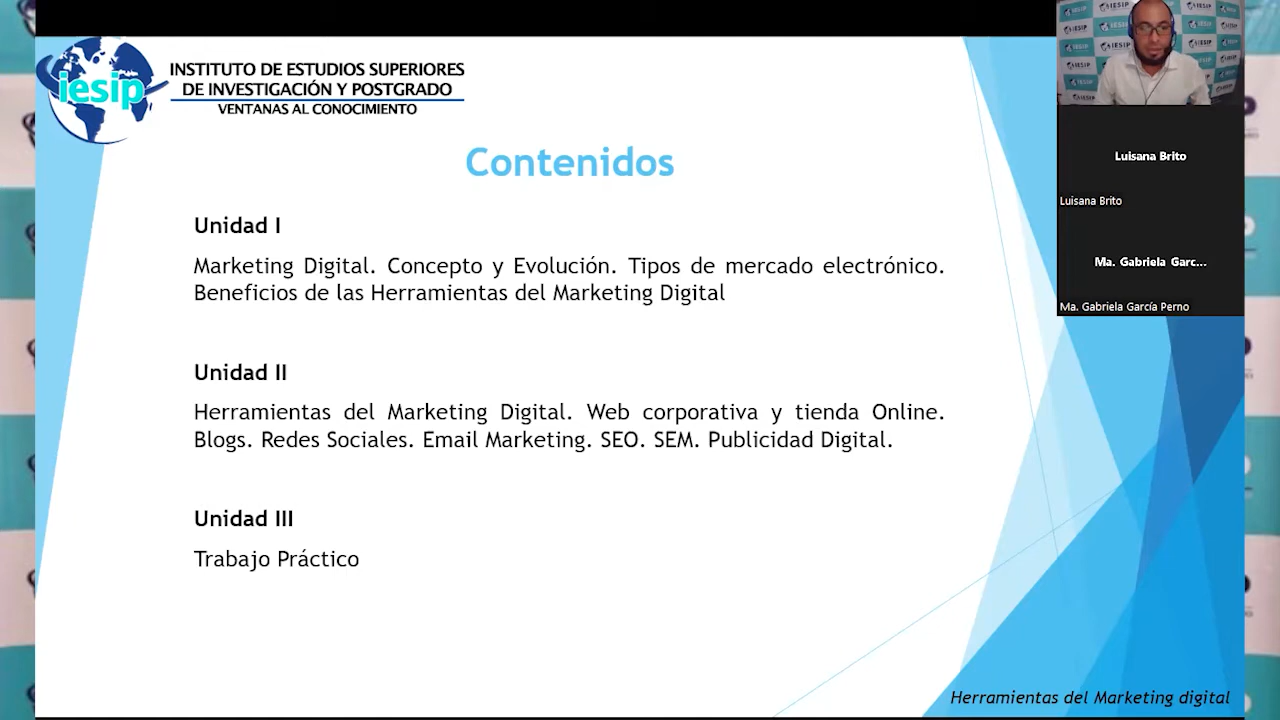 iesip
INSTITUTO DE ESTUDIOS SUPERIORES
DE INVESTIGACIÓN Y POSTGRADO
VENTANAS AL CONOCIMIENTO
Contenidos
Unidad I
Marketing Digital. Concepto y Evolución. Tipos de mercado electrónico.
Beneficios de las Herramientas del Marketing Digital
Unidad II
Herramientas del Marketing Digital. Web corporativa y tienda Online.
Blogs. Redes Sociales. Email Marketing. SEO. SEM. Publicidad Digital.
Unidad III
Trabajo Práctico
Herramientas del Marketing digital
Luisana Brito
Luisana Brito
Ma. Gabriela Garc...
Ma. Gabriela García Perno